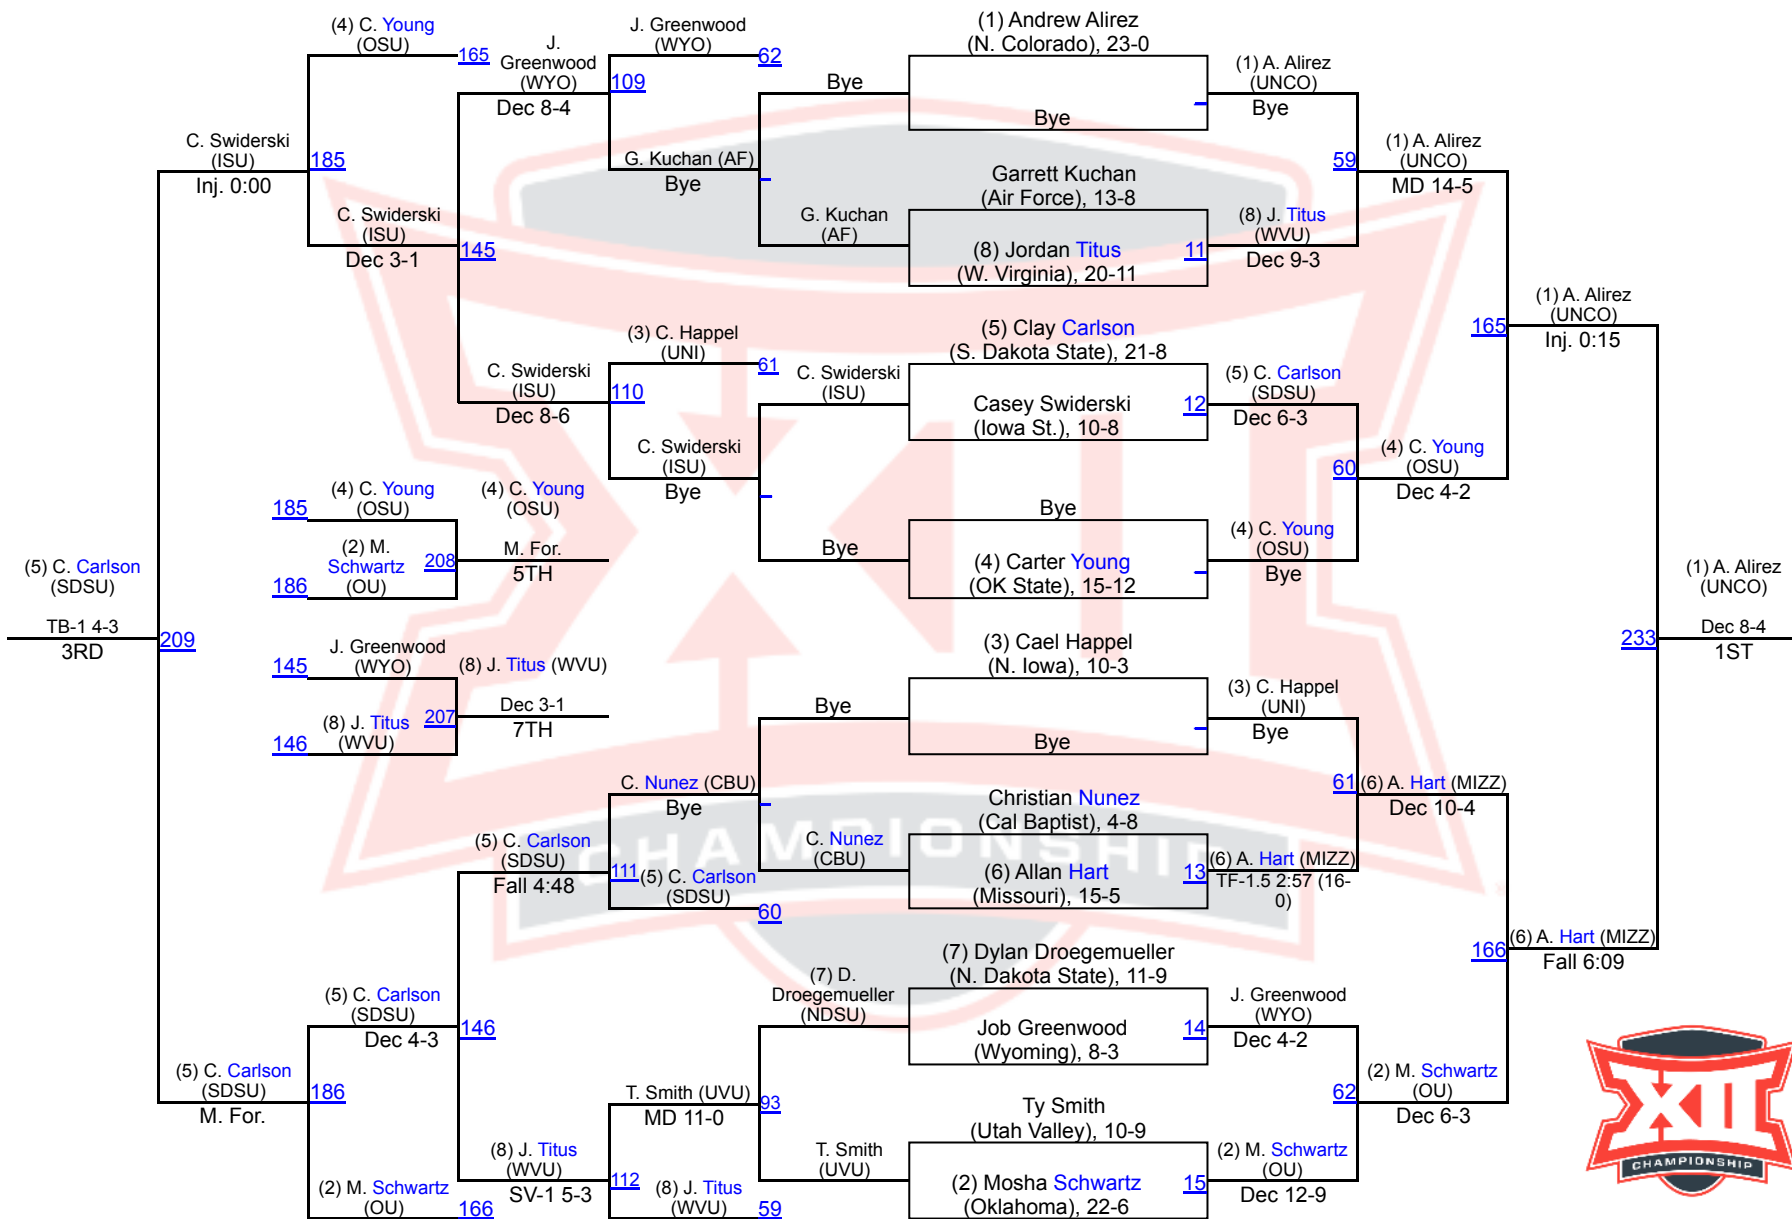 (4) C. Young
(OSU)
165
J.
Greenwood
(WYO)
Dec 8-4
J. Greenwood
(WYO)
62
109
(1) Andrew Alirez
(N. Colorado), 23-0
Bye
Bye
(1) A. Alirez
(UNCO)
Bye
C. Swiderski
(ISU)
Inj. 0:00
185
G. Kuchan (AF)
Bye
59
(1) A. Alirez
(UNCO)
MD 14-5
Garrett Kuchan
(Air Force), 13-8
C. Swiderski
(ISU)
Dec 3-1
145
G. Kuchan
(AF)
(8) Jordan Titus
(W. Virginia), 20-11
11
(8) J. Titus
(WVU)
Dec 9-3
(1) A. Alirez
(UNCO)
Inj. 0:15
165
(3) C. Happel
(UNI)
61
(5) Clay Carlson
(S. Dakota State), 21-8
C. Swiderski
(ISU)
Dec 8-6
110
C. Swiderski
(ISU)
Casey Swiderski
(Iowa St.), 10-8
12
(5) C. Carlson
(SDSU)
Dec 6-3
C. Swiderski
(ISU)
Bye
60
(4) C. Young
(OSU)
Dec 4-2
185
(4) C. Young
(OSU)
(4) C. Young
(OSU)
Bye
Bye
(4) Carter Young
(OK State), 15-12
(4) C. Young
(OSU)
Bye
(2) M.
Schwartz
(OU)
186
208
M. For.
5TH
(5) C. Carlson
(SDSU)
TB-1 4-3
3RD
209
(1) A. Alirez
(UNCO)
Dec 8-4
1ST
233
J. Greenwood
(WYO)
145
(8) J. Titus (WVU)
(8) J. Titus
(WVU)
146
207
Dec 3-1
7TH
(3) Cael Happel
(N. Iowa), 10-3
Bye
Bye
(3) C. Happel
(UNI)
Bye
C. Nunez (CBU)
Bye
61
(6) A. Hart (MIZZ)
Dec 10-4
Christian Nunez
(Cal Baptist), 4-8
CHAMPIONSHIP
(5) C. Carlson
(SDSU)
Fall 4:48
111
(5) C. Carlson
(SDSU)
60
C. Nunez
(CBU)
(6) Allan Hart
(Missouri), 15-5
13
(6) A. Hart (MIZZ)
TF-1.5 2:57 (16-
0)
166
(6) A. Hart (MIZZ)
Fall 6:09
(7) Dylan Droegemueller
(N. Dakota State), 11-9
(7) D.
Droegemueller
(NDSU)
Job Greenwood
(Wyoming), 8-3
14
J. Greenwood
(WYO)
Dec 4-2
(5) C. Carlson
(SDSU)
Dec 4-3
146
(5) C. Carlson
(SDSU)
M. For.
186
T. Smith (UVU)
MD 11-0
93
62
(2) M. Schwartz
(OU)
Dec 6-3
Ty Smith
(Utah Valley), 10-9
(8) J. Titus
(WVU)
SV-1 5-3
112
T. Smith
(UVU)
(2) Mosha Schwartz
(Oklahoma), 22-6
15
(2) M. Schwartz
(OU)
Dec 12-9
(2) M. Schwartz
(OU)
166
(8) J. Titus
(WVU)
59
XII
CHAMPIONSHIP